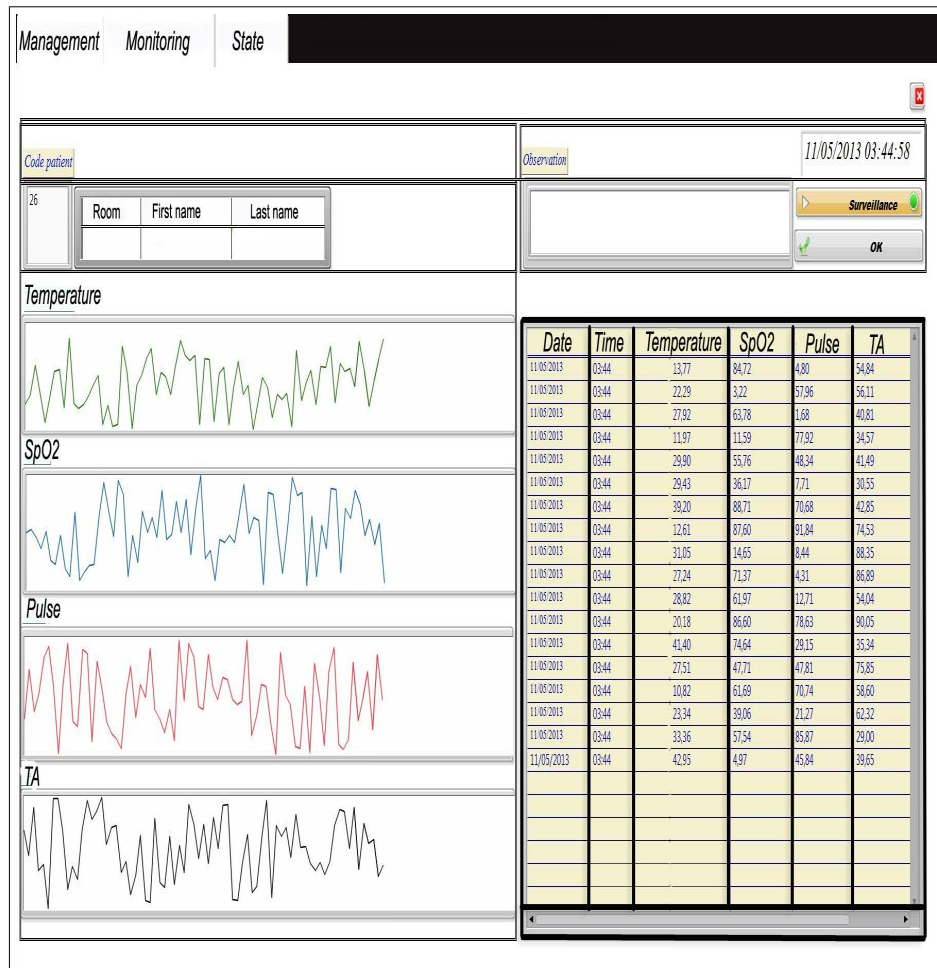 Management Monitoring State
Code patient
Observation
11/05/2013 03:44:58
26
Room First name Last name
Surveillance
OK
Temperature
SpO2
Pulse
TA
Date Time Temperature SpO2 Pulse TA
11/05/2013 03:44 13,77 84,72 4,80 54,84
11/05/2013 03:44 22,29 3,22 57,96 56,11
11/05/2013 03:44 27,92 63,78 1,68 40,81
11/05/2013 03:44 11,97 11,59 77,92 34,57
11/05/2013 03:44 29,90 55,76 48,34 41,49
11/05/2013 03:44 29,43 36,17 7,71 30,55
11/05/2013 03:44 39,20 88,71 70,68 42,85
11/05/2013 03:44 12,61 87,60 91,84 74,53
11/05/2013 03:44 31,05 14,65 8,44 88,35
11/05/2013 03:44 27,24 71,37 4,31 86,89
11/05/2013 03:44 28,82 61,97 12,71 54,04
11/05/2013 03:44 20,18 86,60 78,63 90,05
11/05/2013 03:44 41,40 74,64 29,15 35,34
11/05/2013 03:44 27,51 47,71 47,81 75,85
11/05/2013 03:44 10,82 61,69 70,74 58,60
11/05/2013 03:44 23,34 39,06 21,27 62,32
11/05/2013 03:44 33,36 57,54 85,87 29,00
11/05/2013 03:44 42,95 4,97 45,84 39,65